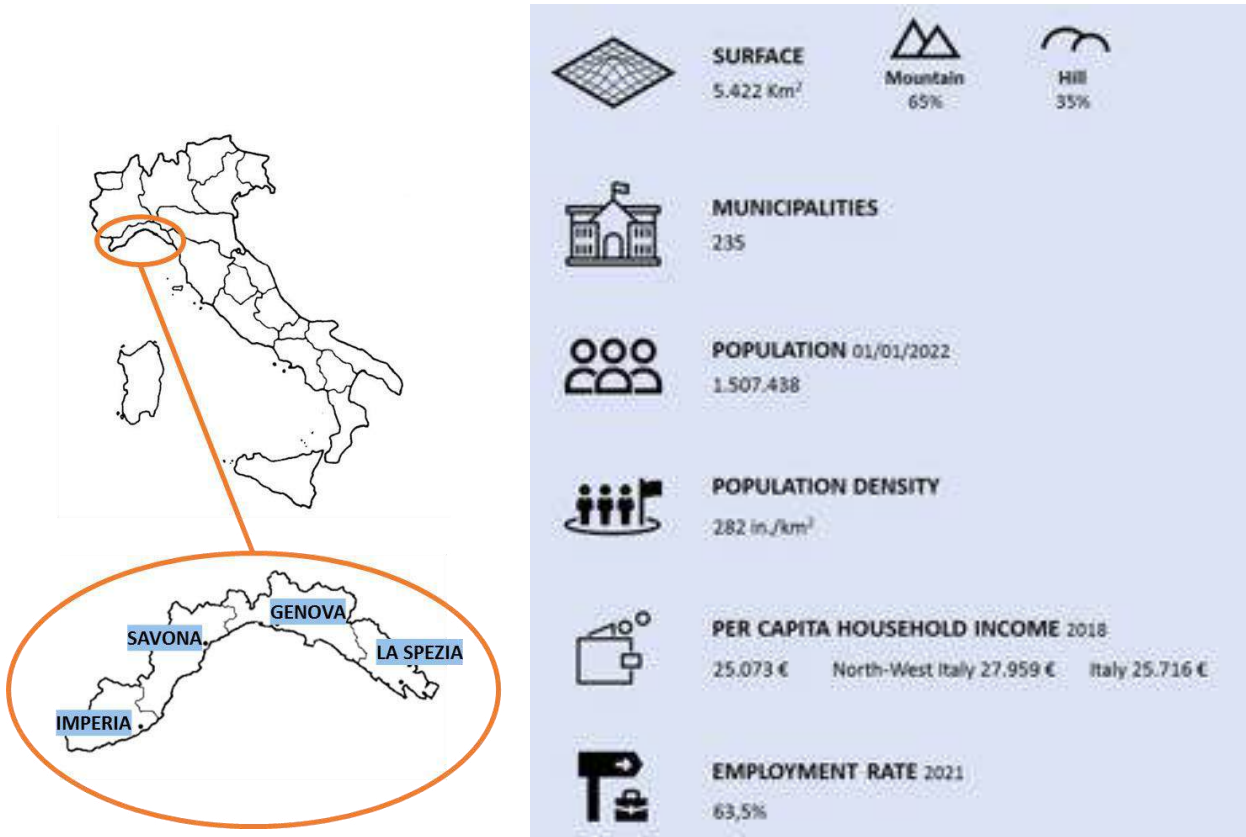 GENOVA
SAVONA
LA SPEZIA
IMPERIA
SURFACE
5.422 Km²
Mountain
65%
Hill
35%
MUNICIPALITIES
235
POPULATION 01/01/2022
1.507.438
POPULATION DENSITY
282 in./km²
PER CAPITA HOUSEHOLD INCOME 2018
25.073 € North-West Italy 27.959 € Italy 25.716 €
EMPLOYMENT RATE 2021
63,5%